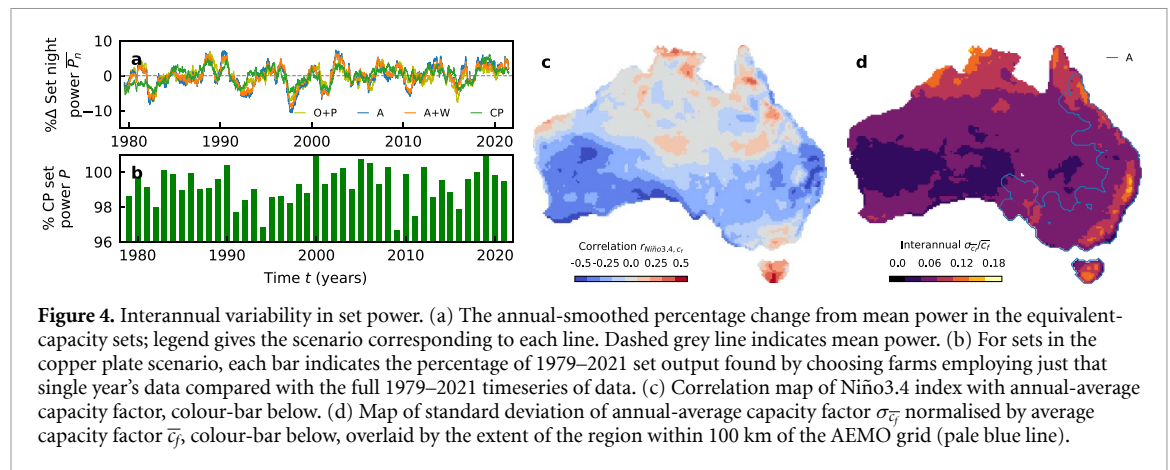 a
%Δ Set night
power P̅n
10
0
−10
O+P A A+W CP
1980 1990 2000 2010 2020
b
% CP set
power P
100
98
96
1980 1990 2000 2010 2020
Time t (years)
c
Correlation rNiño3.4, cf
-0.5-0.25 0.0 0.25 0.5
d
A
Interannual σc̅f/c̅f
0.0 0.06 0.12 0.18
Figure 4. Interannual variability in set power. (a) The annual-smoothed percentage change from mean power in the equivalent-
capacity sets; legend gives the scenario corresponding to each line. Dashed grey line indicates mean power. (b) For sets in the
copper plate scenario, each bar indicates the percentage of 1979–2021 set output found by choosing farms employing just that
single year's data compared with the full 1979–2021 timeseries of data. (c) Correlation map of Niño3.4 index with annual-average
capacity factor, colour-bar below. (d) Map of standard deviation of annual-average capacity factor σc̅f normalised by average
capacity factor c̅f, colour-bar below, overlaid by the extent of the region within 100 km of the AEMO grid (pale blue line).